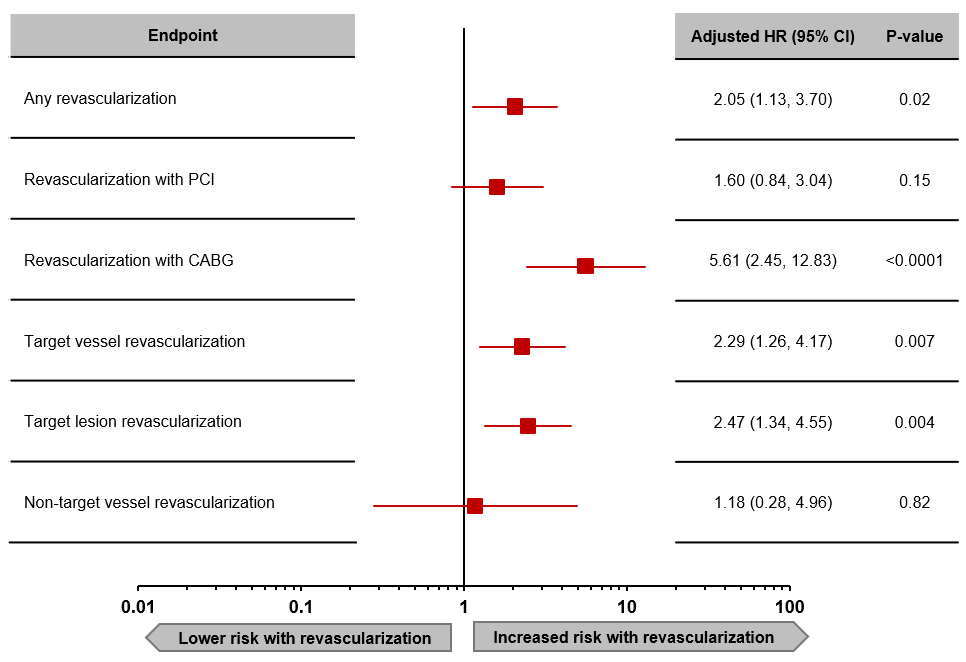 Endpoint Adjusted HR (95% CI) P-value
Any revascularization 2.05 (1.13, 3.70) 0.02
Revascularization with PCI 1.60 (0.84, 3.04) 0.15
Revascularization with CABG 5.61 (2.45, 12.83) <0.0001
Target vessel revascularization 2.29 (1.26, 4.17) 0.007
Target lesion revascularization 2.47 (1.34, 4.55) 0.004
Non-target vessel revascularization 1.18 (0.28, 4.96) 0.82
0.01 0.1 1 10 100
Lower risk with revascularization Increased risk with revascularization